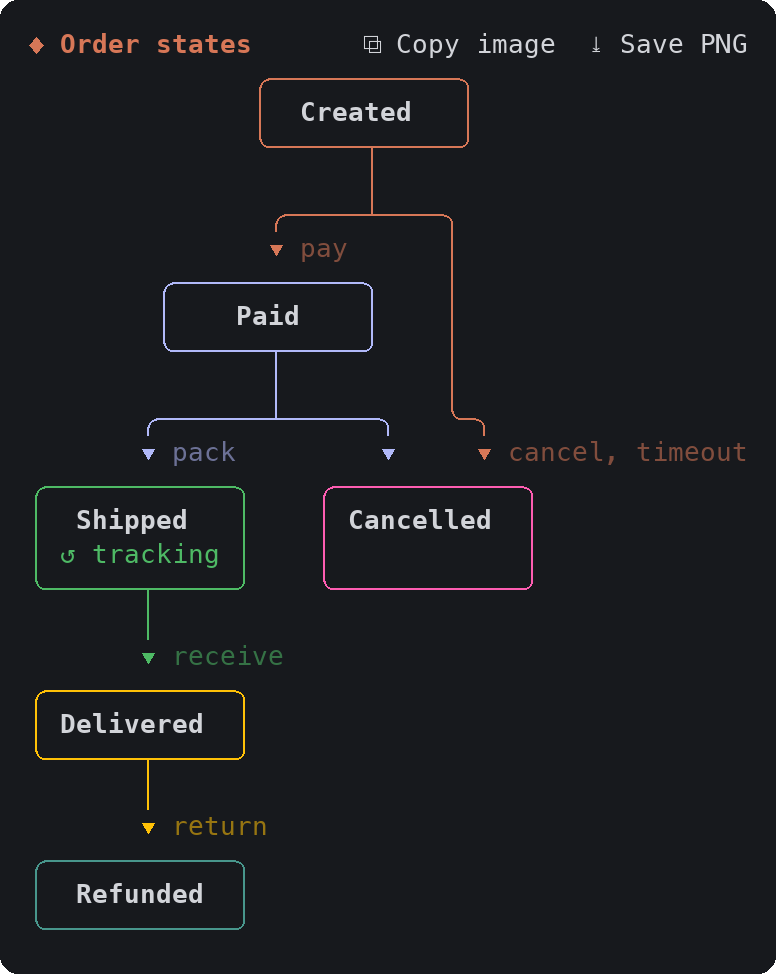 ♦ Order states ⧉ Copy image ⤓ Save PNG
Created
pay
Paid
pack
cancel, timeout
Shipped
↺ tracking
Cancelled
receive
Delivered
return
Refunded